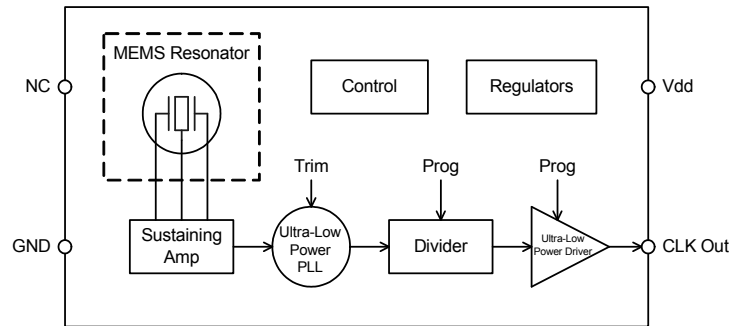 MEMS Resonator
NC
Control
Regulators
Vdd
Trim
Prog
Prog
GND
Sustaining
Amp
Ultra-Low
Power
PLL
Divider
Ultra-Low
Power Driver
CLK Out